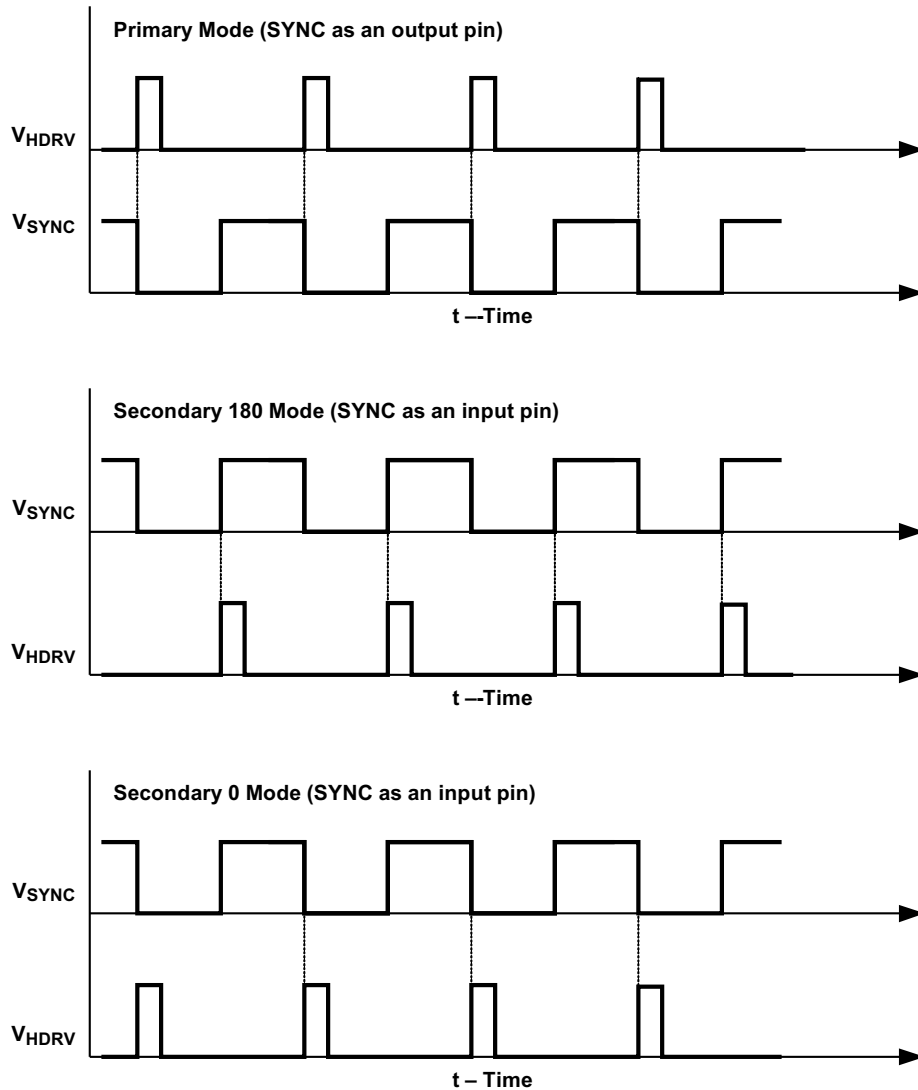 Primary Mode (SYNC as an output pin)
VHDRV
VSYNC
t –-Time
Secondary 180 Mode (SYNC as an input pin)
VSYNC
VHDRV
t –-Time
Secondary 0 Mode (SYNC as an input pin)
VSYNC
VHDRV
t – Time